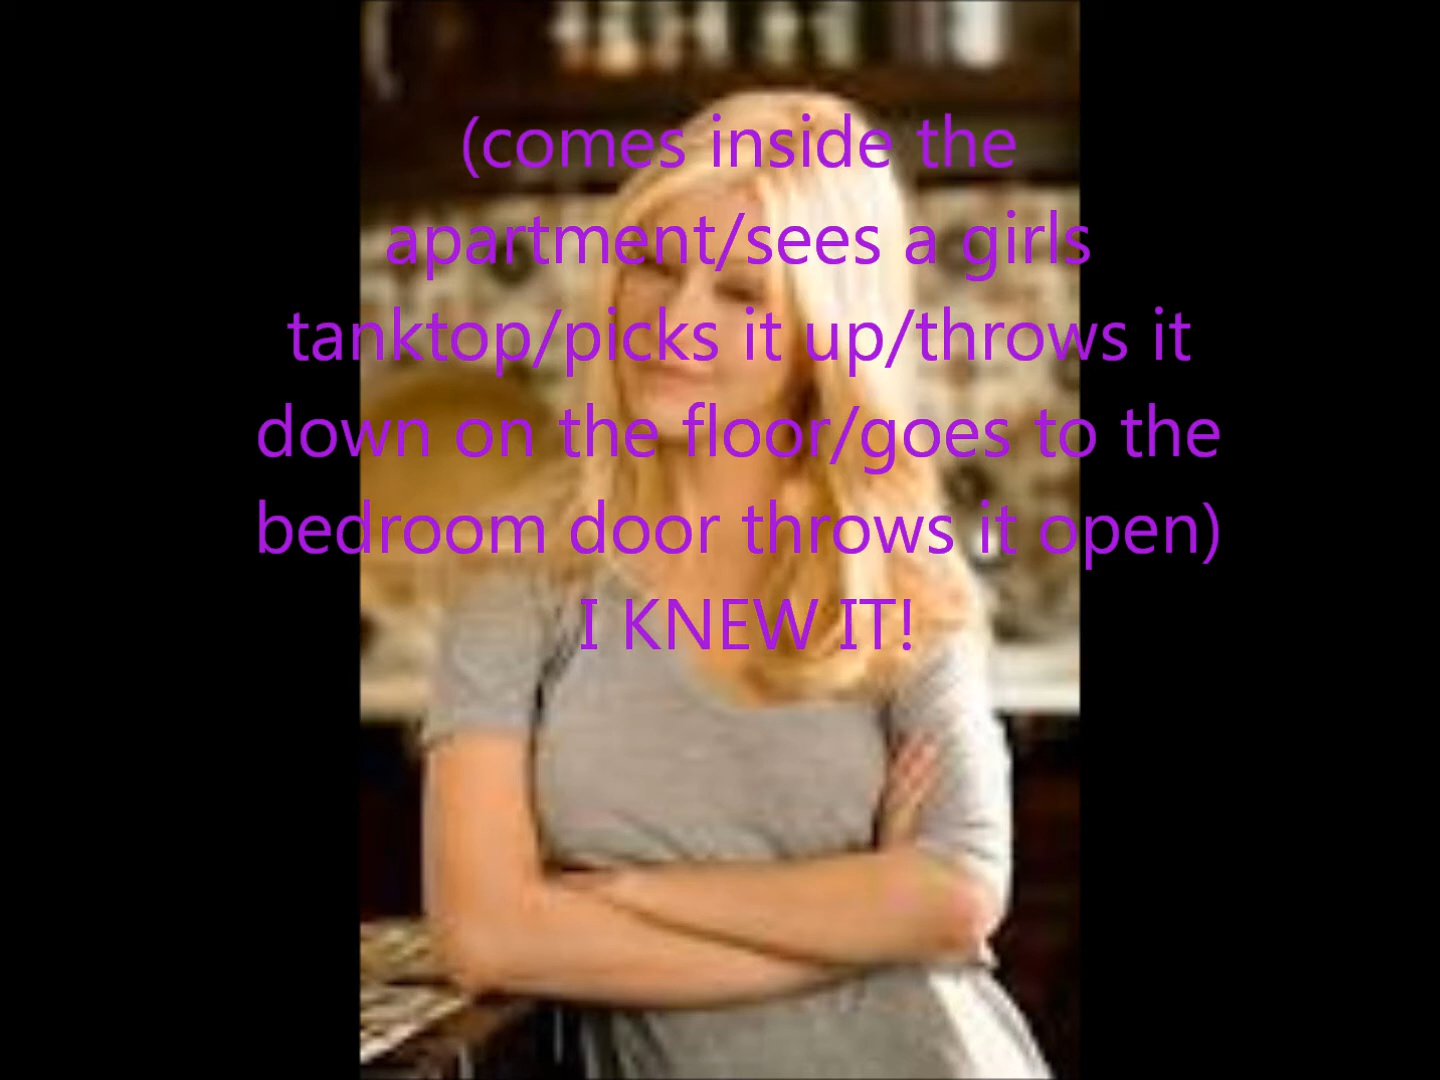 (comes inside the
apartment/sees a girls
tanktop/picks it up/throws it
down on the floor/goes to the
bedroom door throws it open)
I KNEW IT!